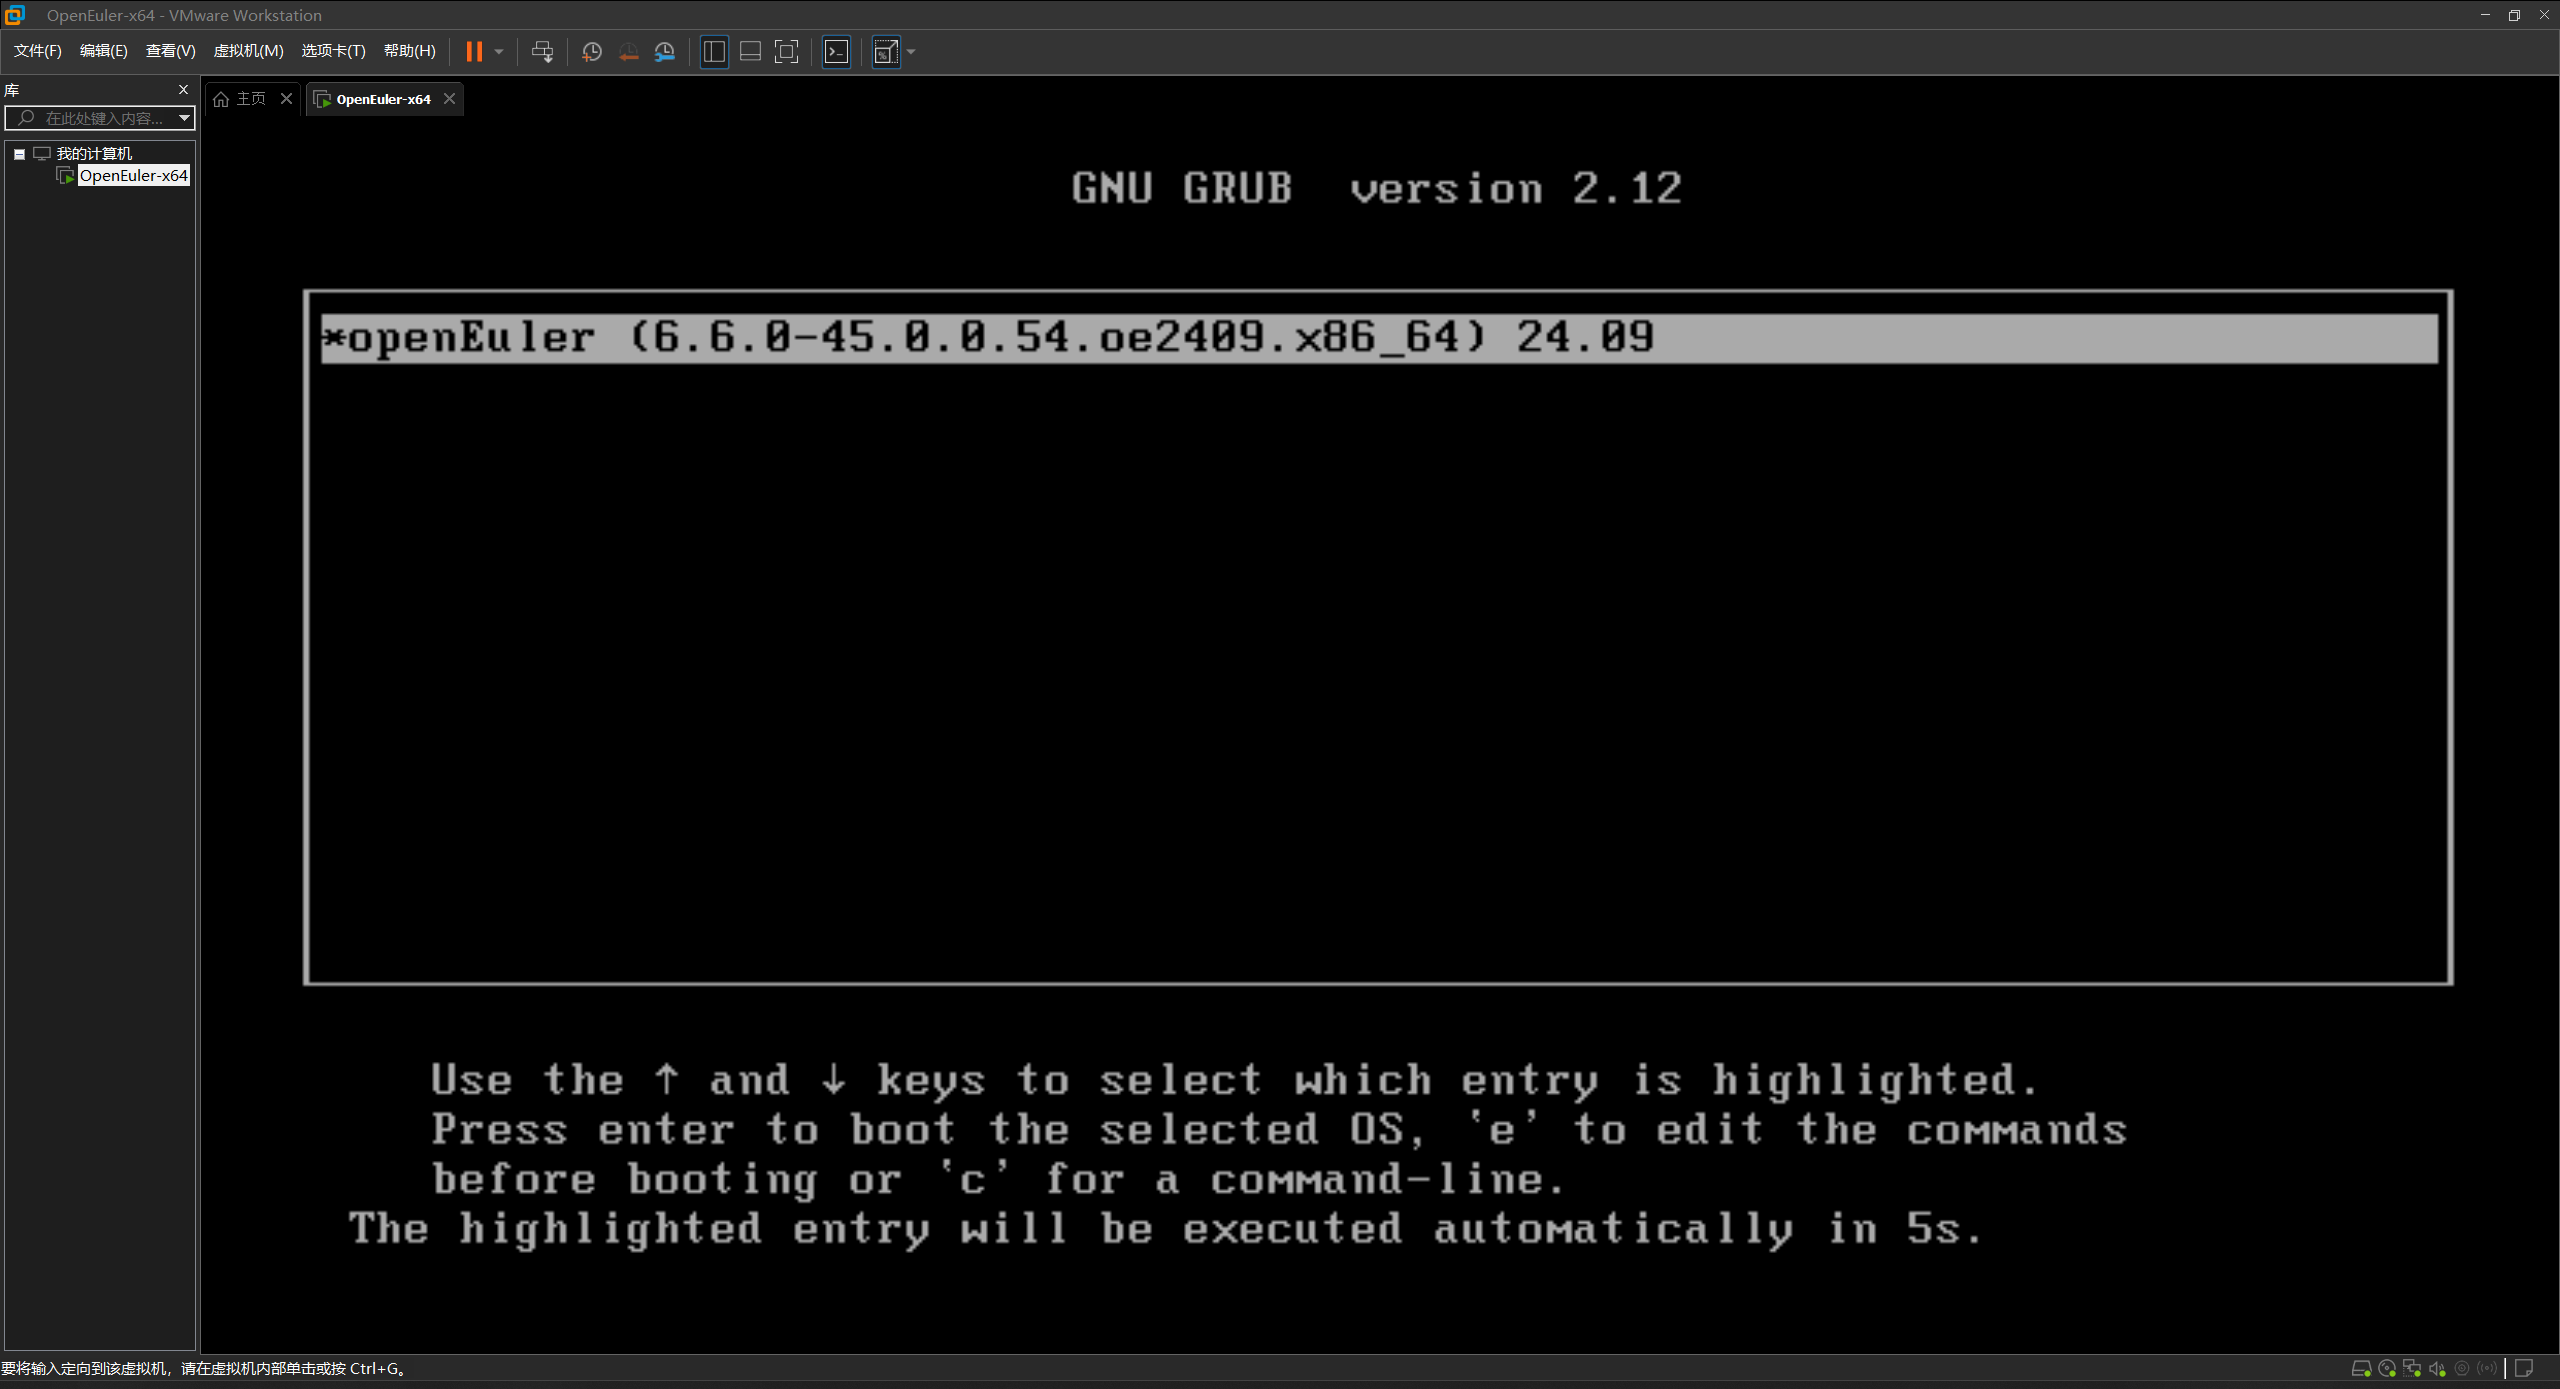 OpenEuler-x64 - VMware Workstation
文件(F) 编辑(E) 查看(V) 虚拟机(M) 选项卡(T) 帮助(H)
库
主页
OpenEuler-x64
在此处键入内容...
我的计算机
OpenEuler-x64
GNU GRUB  version 2.12
*openEuler (6.6.0-45.0.0.54.oe2409.x86_64) 24.09
Use the ↑ and ↓ keys to select which entry is highlighted.
Press enter to boot the selected OS, `e' to edit the commands
before booting or `c' for a command-line.
The highlighted entry will be executed automatically in 5s.
要将输入定向到该虚拟机，请在虚拟机内部单击或按 Ctrl+G。